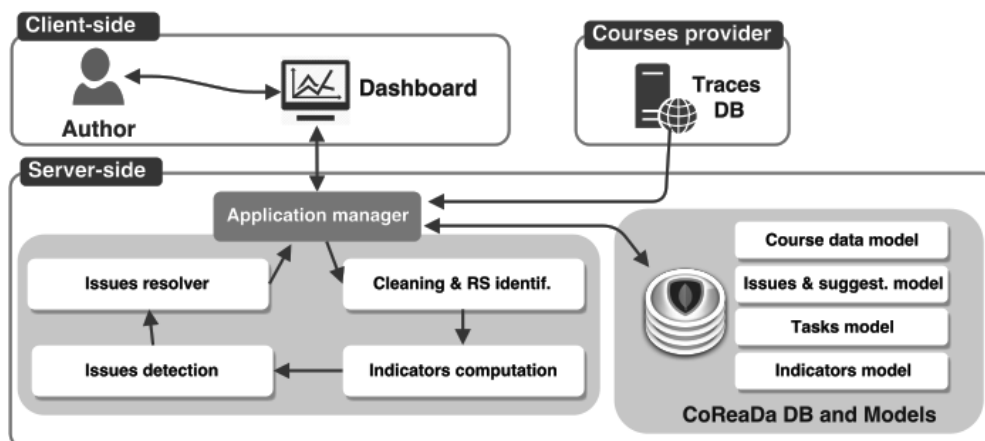 Client-side
Courses provider
Author
Dashboard
Traces
DB
Server-side
Application manager
Issues resolver
Cleaning & RS identif.
Issues detection
Indicators computation
Course data model
Issues & suggest. model
Tasks model
Indicators model
CoReaDa DB and Models